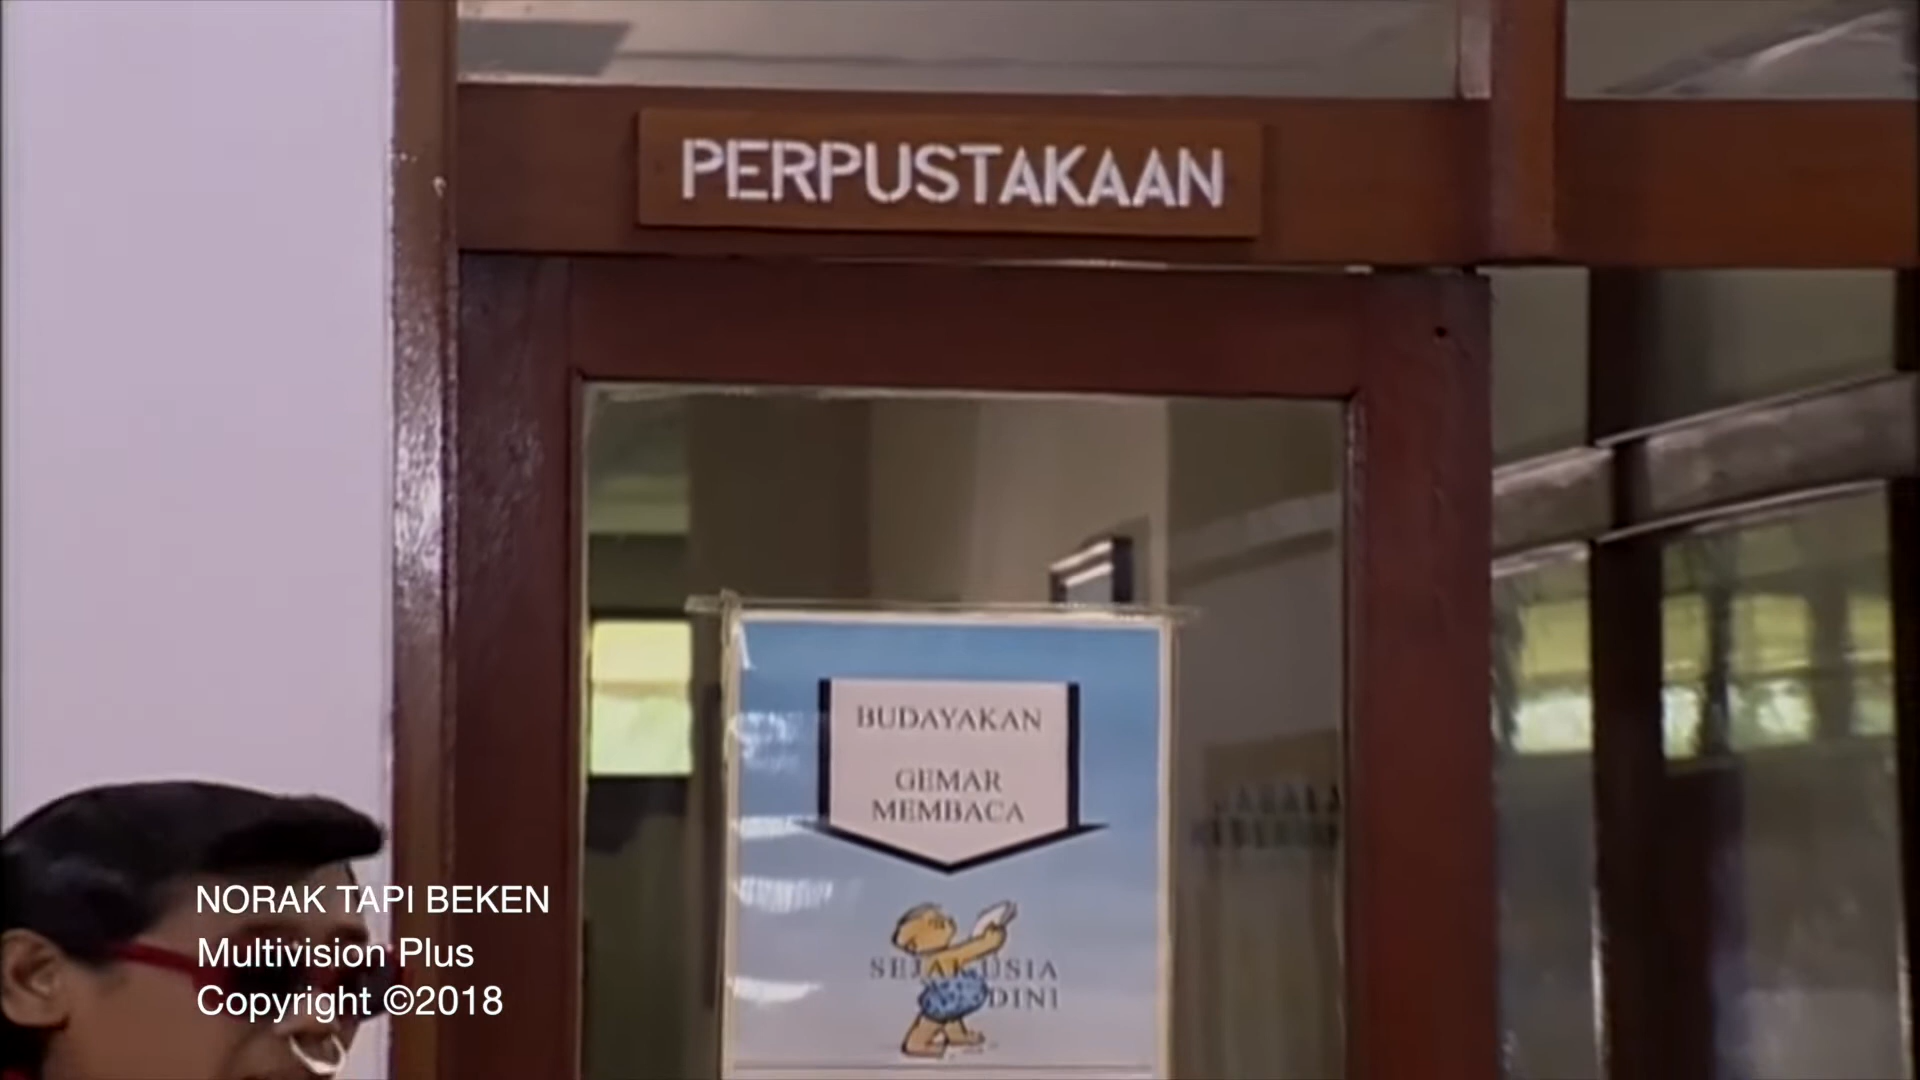 PERPUSTAKAAN
BUDAYAKAN
GEMAR
MEMBACA
SEJAK USIA
DINI
NORAK TAPI BEKEN
Multivision Plus
Copyright ©2018